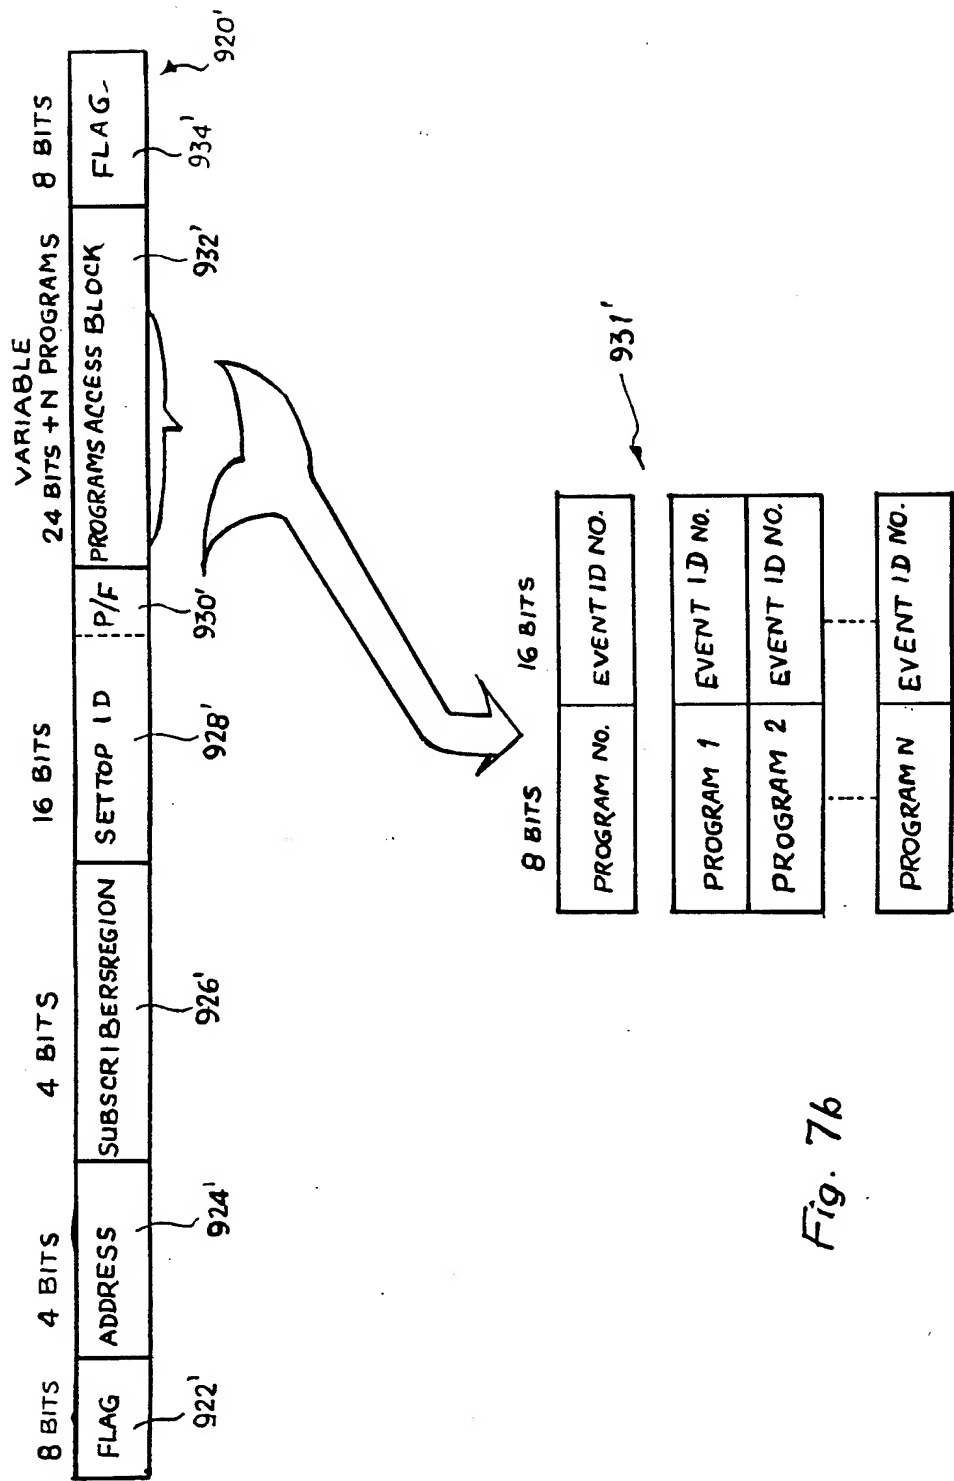 8 BITS 4 BITS 4 BITS 16 BITS VARIABLE 8 BITS
24 BITS + N PROGRAMS
FLAG ADDRESS SUBSCRIBERSREGION SETTOP ID P/F PROGRAMS ACCESS BLOCK FLAG
922' 924' 926' 928' 930' 932' 934' 920'
8 BITS 16 BITS
931'
PROGRAM NO. EVENT ID NO.
PROGRAM 1 EVENT ID NO.
PROGRAM 2 EVENT ID NO.
PROGRAM N EVENT ID NO.
Fig. 7b